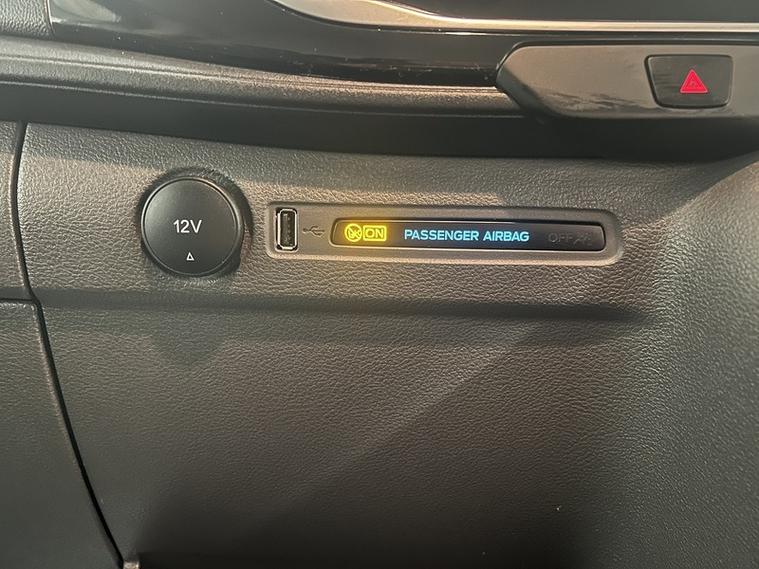 12V
ON PASSENGER AIRBAG OFF